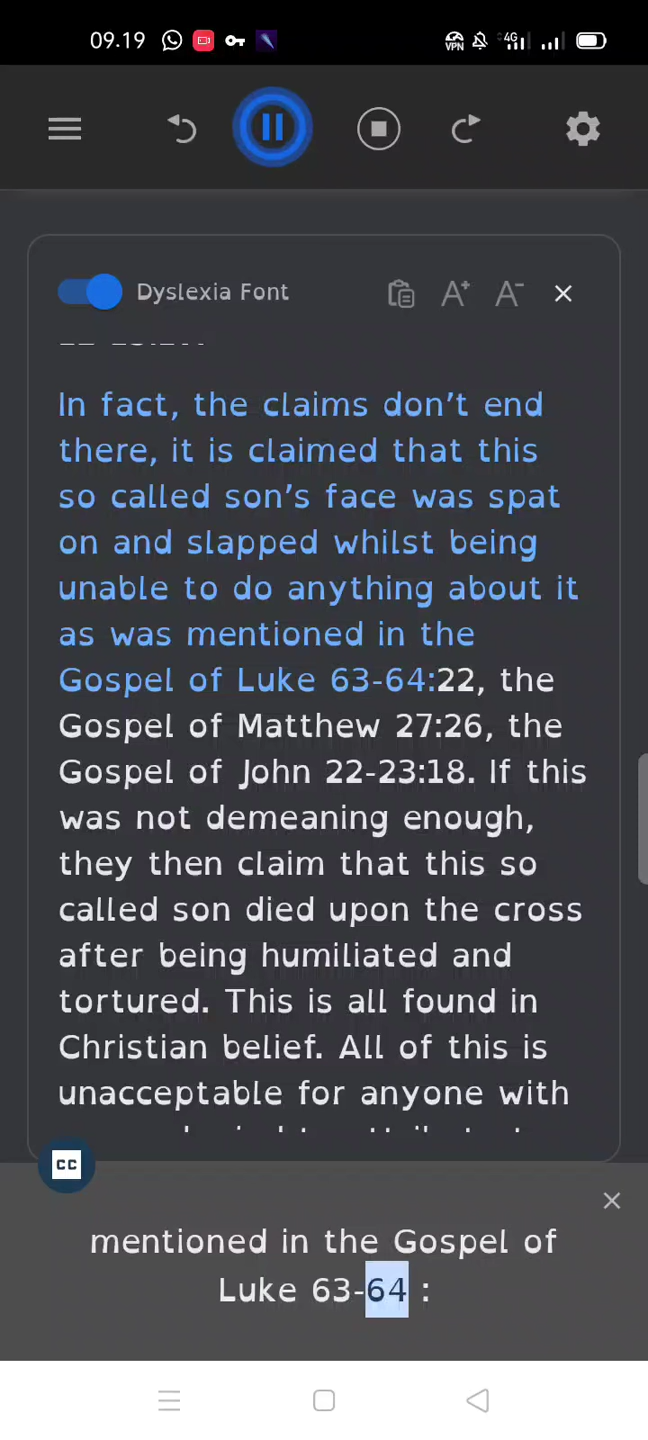 09.19
VPN
4G
Dyslexia Font
A+
A-
In fact, the claims don't end
there, it is claimed that this
so called son's face was spat
on and slapped whilst being
unable to do anything about it
as was mentioned in the
Gospel of Luke 63-64:22, the
Gospel of Matthew 27:26, the
Gospel of John 22-23:18. If this
was not demeaning enough,
they then claim that this so
called son died upon the cross
after being humiliated and
tortured. This is all found in
Christian belief. All of this is
unacceptable for anyone with
CC
mentioned in the Gospel of
Luke 63-64 :